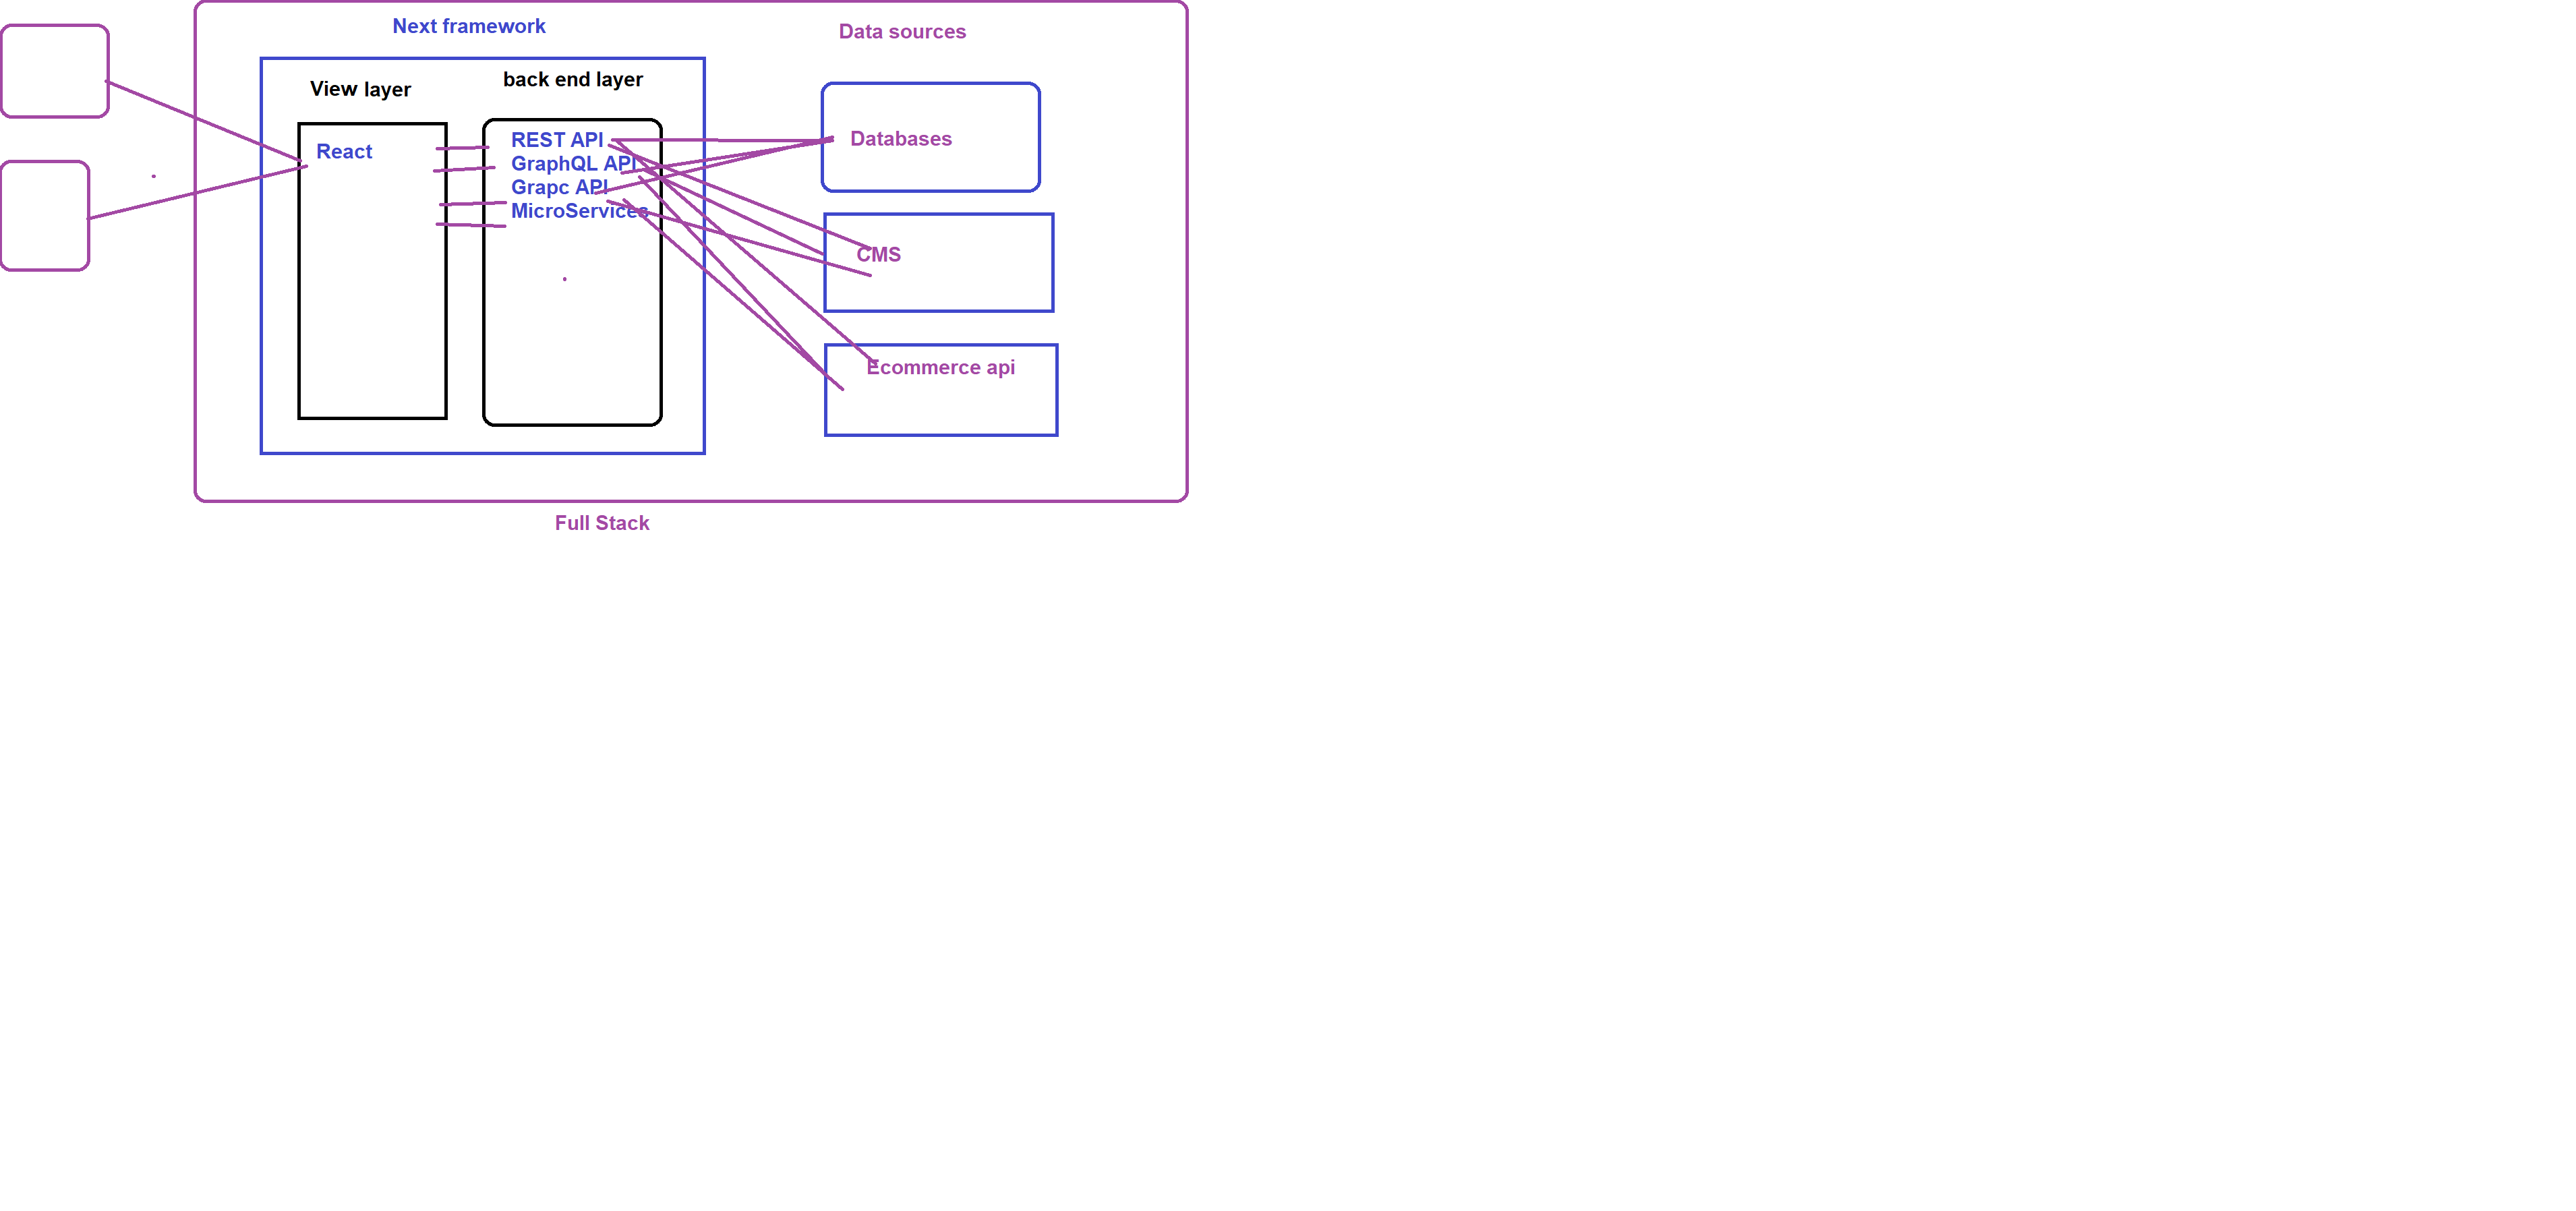 Next framework
Data sources
View layer
back end layer
React
REST API
GraphQL API
Grapc API
MicroServices
Databases
CMS
Ecommerce api
Full Stack